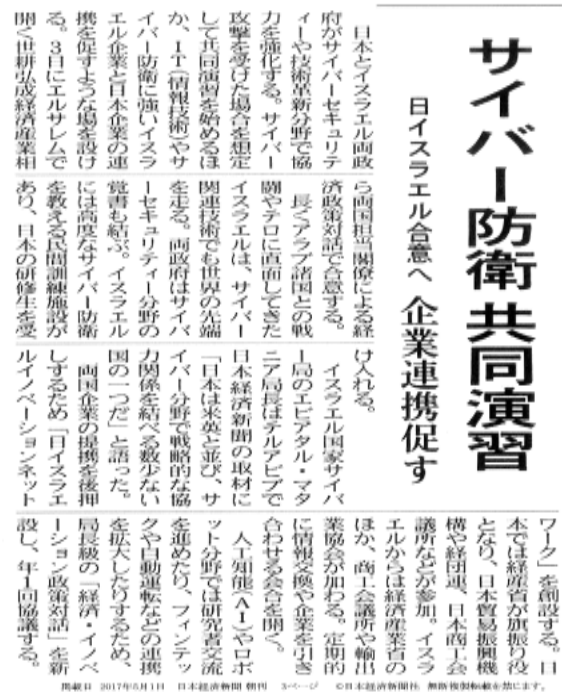 サイバー防衛 共同演習
日イスラエル合意へ 企業連携促す
日本とイスラエル両政
府がサイバーセキュリテ
ィーや技術革新分野で協
力を強化する。サイバー
攻撃を受けた場合を想定
して共同演習を始めるほ
か、IT(情報技術)やサ
イバー防衛に強いイスラ
エル企業と日本企業の連
携を促すような場を設け
る。3日にエルサレムで
開く世耕弘成経済産業相
ら両国担当閣僚による経
済政策対話で合意する。
長くアラブ諸国との戦
闘やテロに直面してきた
イスラエルは、サイバー
関連技術でも世界の先端
を走る。両政府はサイバ
ーセキュリティー分野の
覚書も結ぶ。イスラエル
には高度なサイバー防衛
を教える民間訓練施設が
あり、日本の研修生を受
け入れる。
イスラエル国家サイバ
ー局のエビアタル・マタ
ニア局長はテルアビブで
日本経済新聞の取材に
「日本は米英と並び、サ
イバー分野で戦略的な協
力関係を結べる数少ない
国の一つだ」と語った。
両国企業の提携を後押
しするため「日イスラエ
ルイノベーションネット
ワーク」を創設する。日
本では経産省が旗振り役
となり、日本貿易振興機
構や経団連、日本商工会
議所などが参加。イスラ
エルからは経済産業省の
ほか、商工会議所や輸出
業協会が加わる。定期的
に情報交換や企業を引き
合わせる会合を開く。
人工知能(AI)やロボ
ット分野では研究者交流
を進めたり、フィンテッ
クや自動運転などの連携
を拡大したりするため、
局長級の「経済・イノベ
ーション政策対話」を新
設し、年1回協議する。
掲載日 2017年5月1日 日本経済新聞 朝刊 3ページ ©日本経済新聞社 無断複製転載を禁じます。